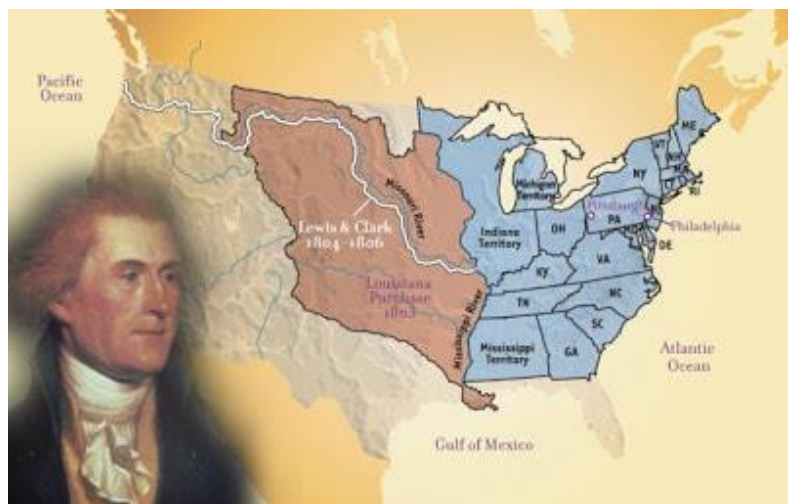 Pacific
Ocean
ME
VT
NH
NY
MA
CT
RI
Michigan
Territory
Missouri River
Pittsburgh
PA
NJ
Philadelphia
Lewis & Clark
1804–1806
Indiana
Territory
OH
DE
VA
KY
Louisiana
Purchase
1803
Mississippi River
TN
NC
SC
Mississippi
Territory
GA
Atlantic
Ocean
Gulf of Mexico